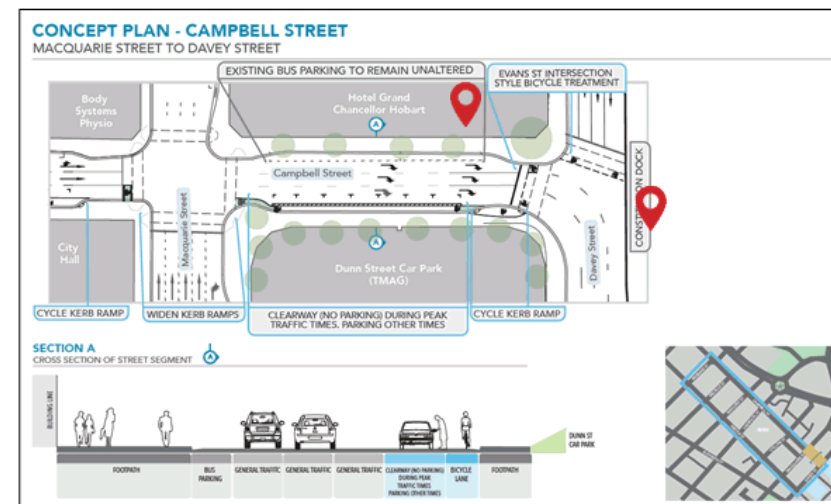 CONCEPT PLAN - CAMPBELL STREET
MACQUARIE STREET TO DAVEY STREET
EXISTING BUS PARKING TO REMAIN UNALTERED
EVANS ST INTERSECTION
STYLE BICYCLE TREATMENT
Body
Systems
Physio
Hotel Grand
Chancellor Hobart
A
Campbell Street
Macquarie Street
CONSTITUTION DOCK
Davey Street
City
Hall
A
Dunn Street Car Park
(TMAG)
CYCLE KERB RAMP
WIDEN KERB RAMPS
CLEARWAY (NO PARKING) DURING PEAK
TRAFFIC TIMES. PARKING OTHER TIMES
CYCLE KERB RAMP
SECTION A
CROSS SECTION OF STREET SEGMENT
A
BUILDING LINE
DUNN ST
CAR PARK
FOOTPATH
BUS
PARKING
GENERAL TRAFFIC
GENERAL TRAFFIC
GENERAL TRAFFIC
CLEARWAY (NO PARKING)
DURING PEAK
TRAFFIC TIMES
PARKING OTHER TIMES
BICYCLE
LANE
FOOTPATH